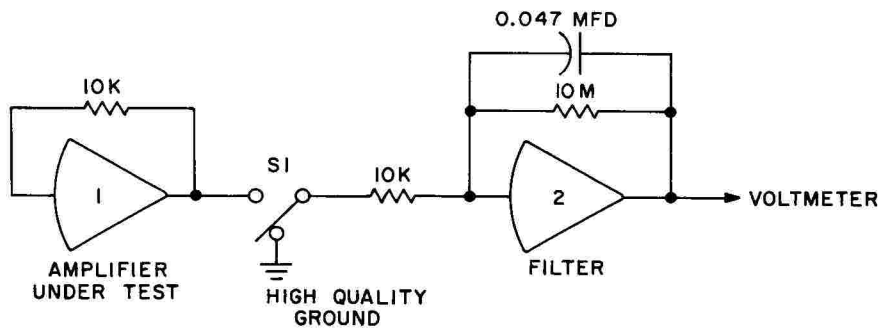 0.047 MFD
10K
10M
S1
10K
1
2
VOLTMETER
AMPLIFIER
UNDER TEST
FILTER
HIGH QUALITY
GROUND